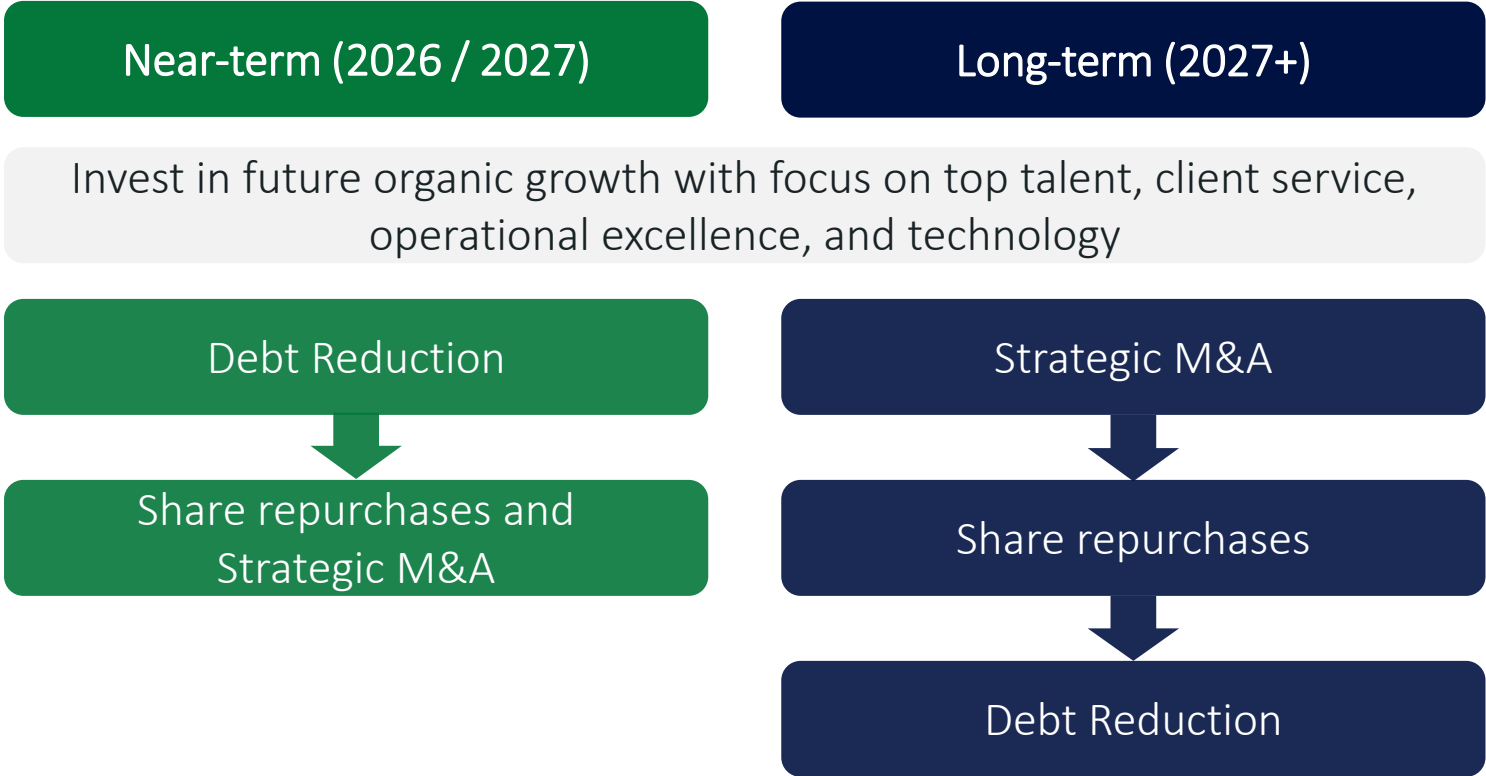 Near-term (2026 / 2027)
Long-term (2027+)
Invest in future organic growth with focus on top talent, client service,
operational excellence, and technology
Debt Reduction
Share repurchases and
Strategic M&A
Strategic M&A
Share repurchases
Debt Reduction